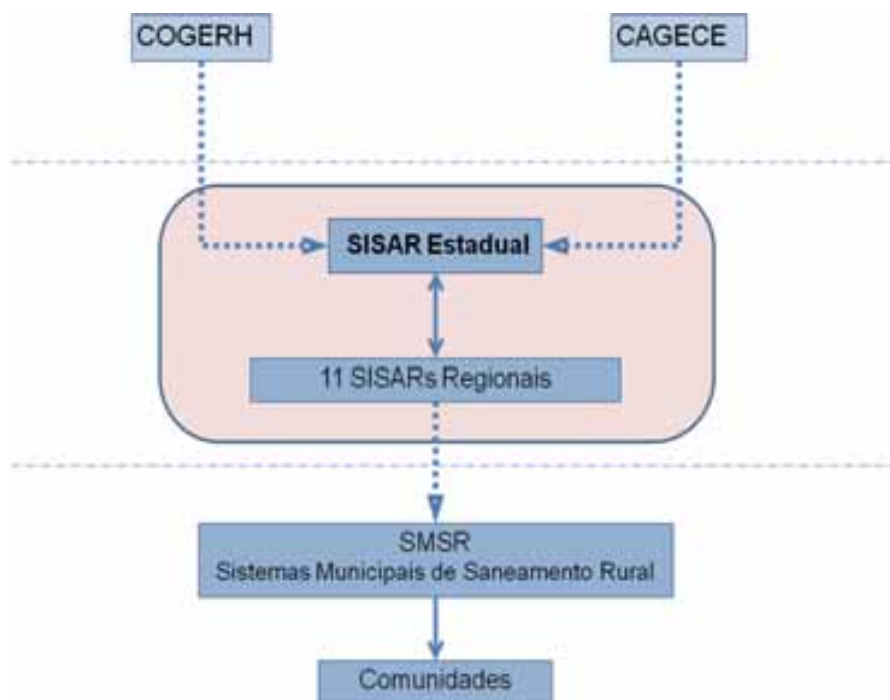 COGERH
CAGECE
SISAR Estadual
11 SISARs Regionais
SMSR
Sistemas Municipais de Saneamento Rural
Comunidades